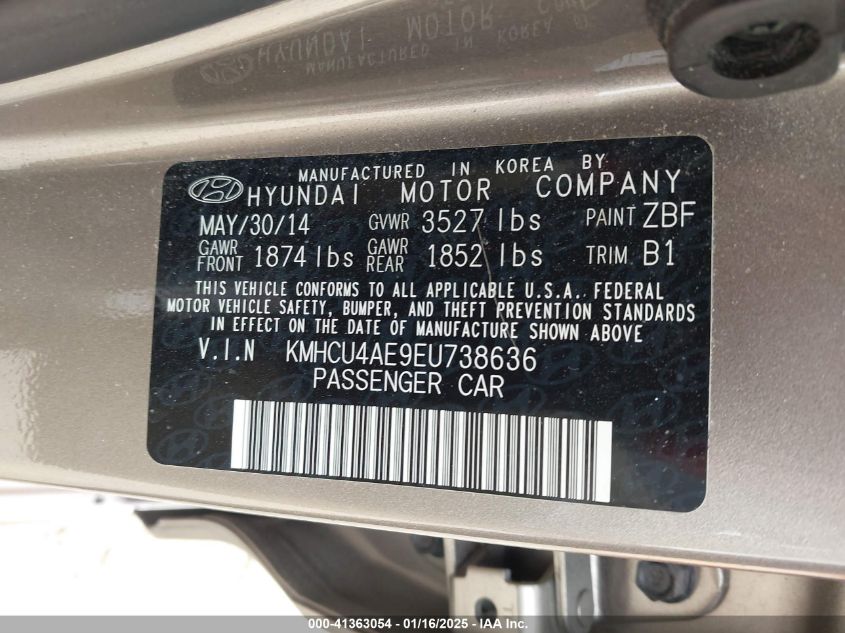 MANUFACTURED IN KOREA BY
HYUNDAI MOTOR COMPANY
MAY/30/14 GVWR 3527 lbs PAINT ZBF
GAWR FRONT 1874 lbs GAWR REAR 1852 lbs TRIM B1
THIS VEHICLE CONFORMS TO ALL APPLICABLE U.S.A. FEDERAL
MOTOR VEHICLE SAFETY, BUMPER, AND THEFT PREVENTION STANDARDS
IN EFFECT ON THE DATE OF MANUFACTURE SHOWN ABOVE
V.I.N KMHCU4AE9EU738636
PASSENGER CAR
000-41363054 - 01/16/2025 - IAA Inc.